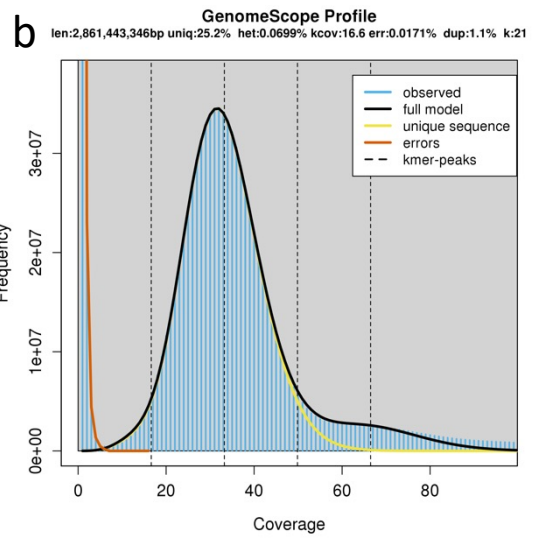 b
GenomeScope Profile
len:2,861,443,346bp uniq:25.2% het:0.0699% kcov:16.6 err:0.0171% dup:1.1% k:21
observed
full model
unique sequence
errors
kmer-peaks
Frequency
3e+07
2e+07
1e+07
0e+00
0 20 40 60 80
Coverage